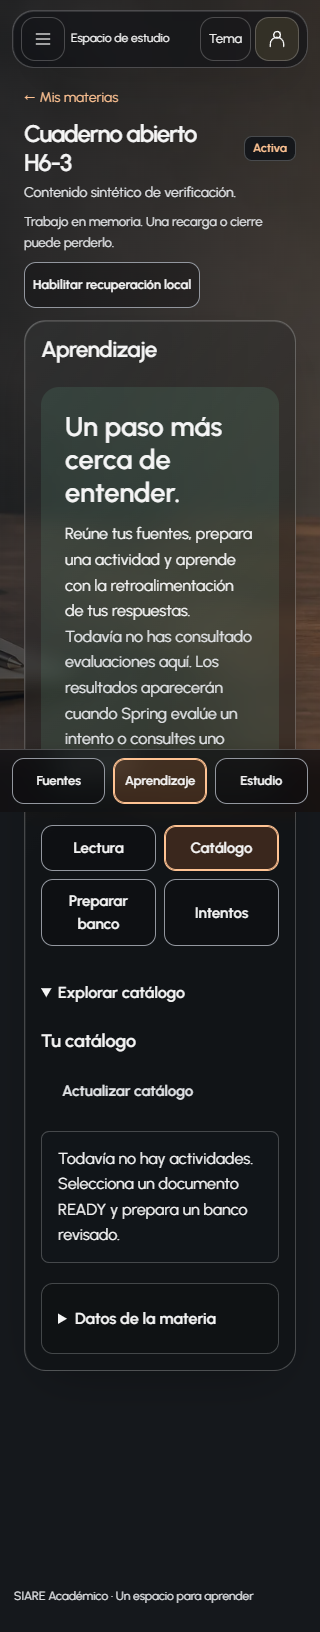 Espacio de estudio
Tema
← Mis materias
Cuaderno abierto
H6-3
Activa
Contenido sintético de verificación.
Trabajo en memoria. Una recarga o cierre
puede perderlo.
Habilitar recuperación local
Aprendizaje
Un paso más
cerca de
entender.
Reúne tus fuentes, prepara
una actividad y aprende
con la retroalimentación
de tus respuestas.
Todavía no has consultado
evaluaciones aquí. Los
resultados aparecerán
cuando Spring evalúe un
intento o consultes uno
Fuentes
Aprendizaje
Estudio
Lectura
Catálogo
Preparar
banco
Intentos
▼ Explorar catálogo
Tu catálogo
Actualizar catálogo
Todavía no hay actividades.
Selecciona un documento
READY y prepara un banco
revisado.
▶ Datos de la materia
SIARE Académico · Un espacio para aprender